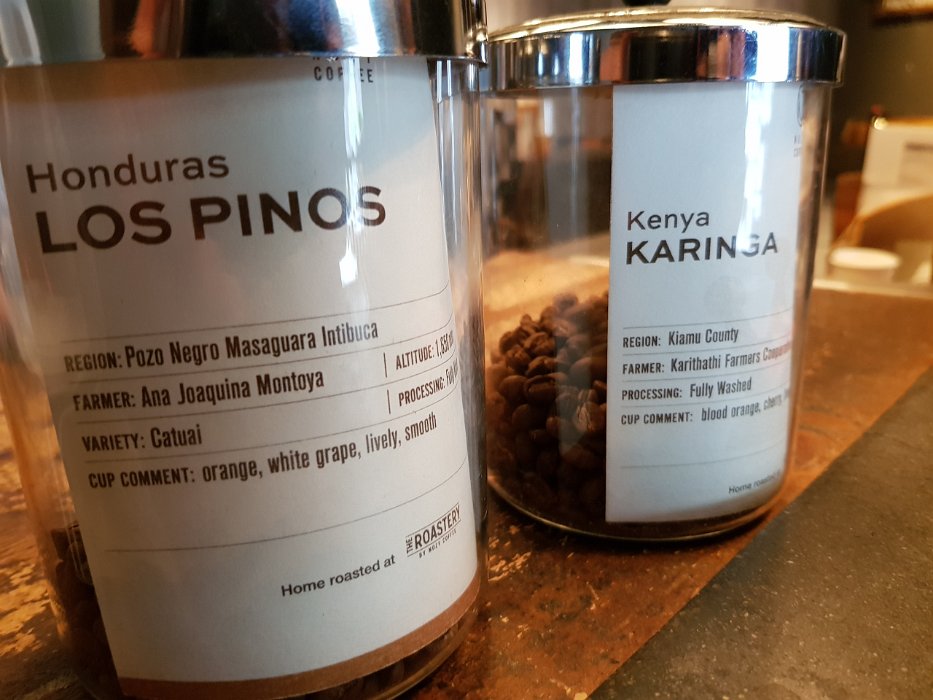 COFFEE
Honduras
LOS PINOS
REGION: Pozo Negro Masaguara Intibuca
ALTITUDE:
FARMER: Ana Joaquina Montoya
PROCESSING:
VARIETY: Catuai
CUP COMMENT: orange, white grape, lively, smooth
Home roasted at
THE ROASTERY
Kenya
KARINGA
REGION: Kiamu County
FARMER: Karithathi Farmers
PROCESSING: Fully Washed
CUP COMMENT: blood orange, cherry,
Home roasted